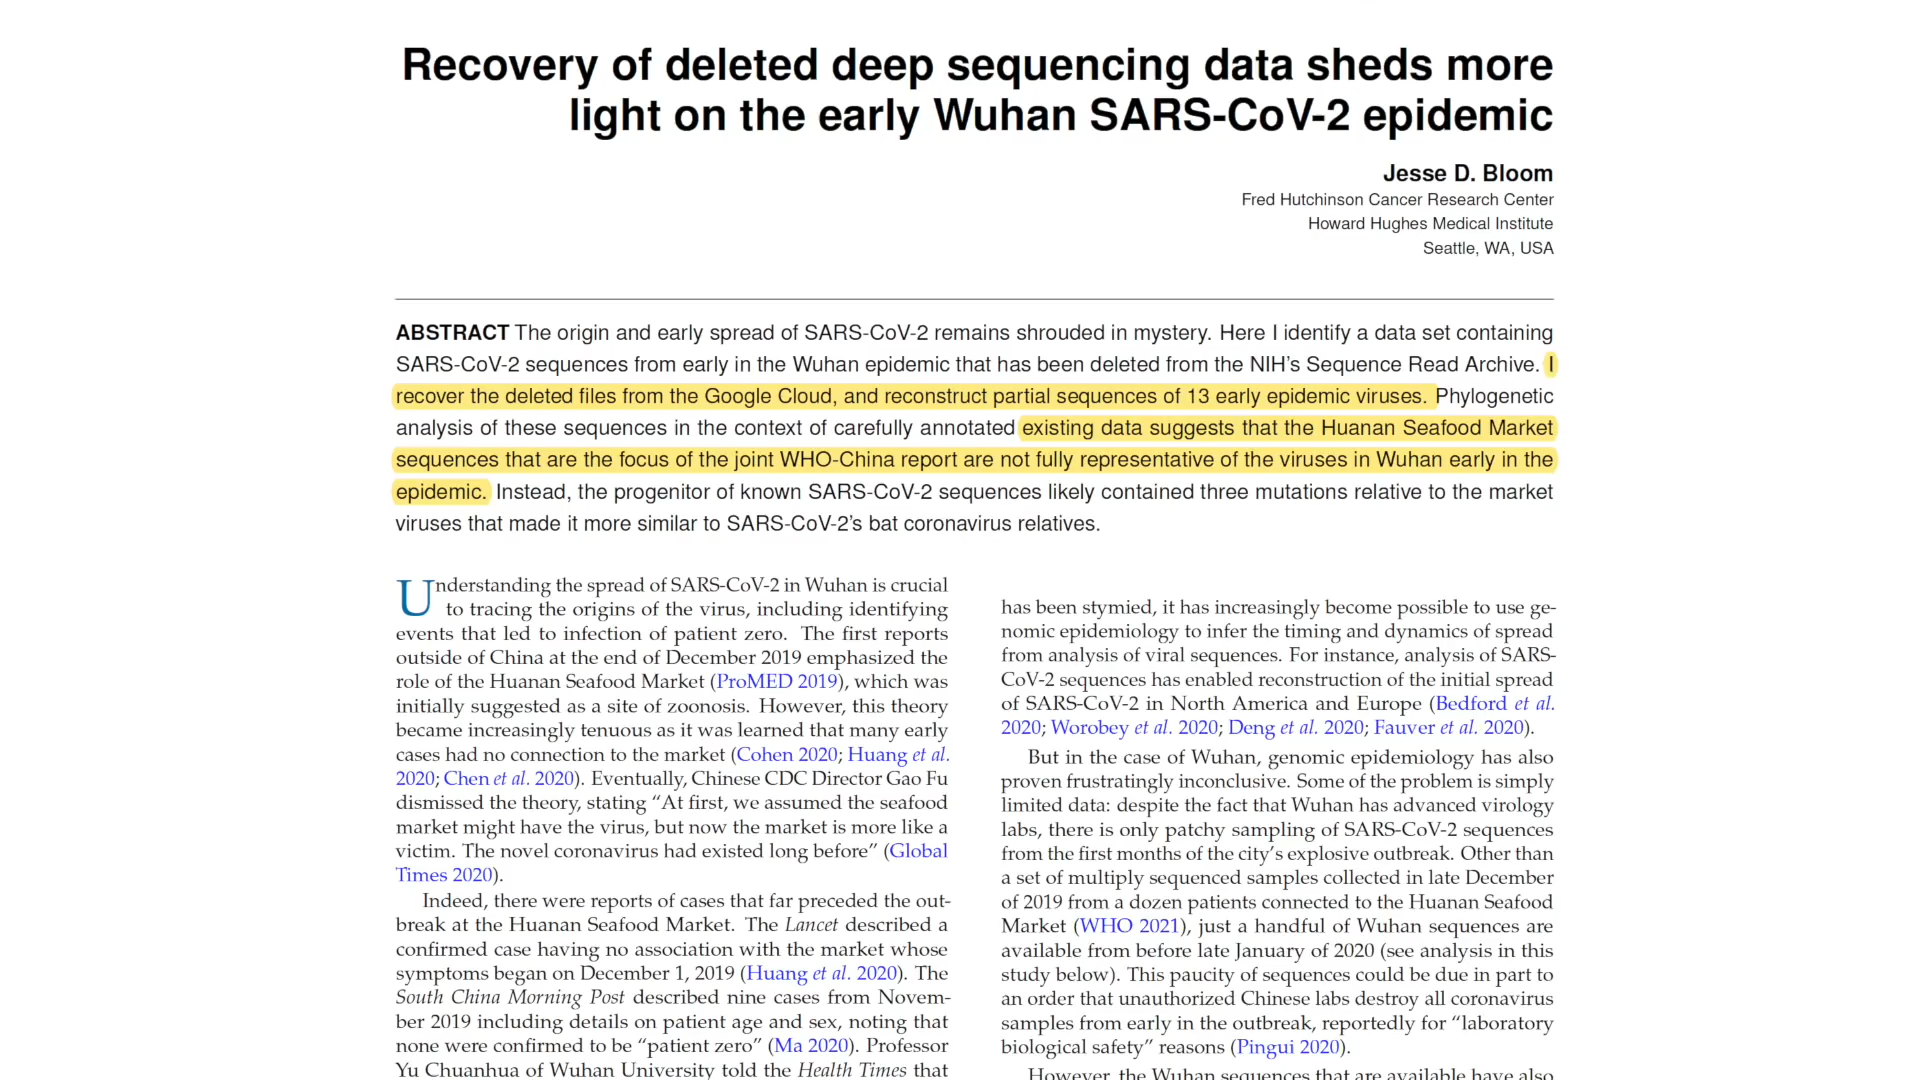 Recovery of deleted deep sequencing data sheds more
light on the early Wuhan SARS-CoV-2 epidemic
Jesse D. Bloom
Fred Hutchinson Cancer Research Center
Howard Hughes Medical Institute
Seattle, WA, USA
ABSTRACT The origin and early spread of SARS-CoV-2 remains shrouded in mystery. Here I identify a data set containing
SARS-CoV-2 sequences from early in the Wuhan epidemic that has been deleted from the NIH's Sequence Read Archive. I
recover the deleted files from the Google Cloud, and reconstruct partial sequences of 13 early epidemic viruses. Phylogenetic
analysis of these sequences in the context of carefully annotated existing data suggests that the Huanan Seafood Market
sequences that are the focus of the joint WHO-China report are not fully representative of the viruses in Wuhan early in the
epidemic. Instead, the progenitor of known SARS-CoV-2 sequences likely contained three mutations relative to the market
viruses that made it more similar to SARS-CoV-2's bat coronavirus relatives.
Understanding the spread of SARS-CoV-2 in Wuhan is crucial
to tracing the origins of the virus, including identifying
events that led to infection of patient zero. The first reports
outside of China at the end of December 2019 emphasized the
role of the Huanan Seafood Market (ProMED 2019), which was
initially suggested as a site of zoonosis. However, this theory
became increasingly tenuous as it was learned that many early
cases had no connection to the market (Cohen 2020; Huang et al.
2020; Chen et al. 2020). Eventually, Chinese CDC Director Gao Fu
dismissed the theory, stating “At first, we assumed the seafood
market might have the virus, but now the market is more like a
victim. The novel coronavirus had existed long before” (Global
Times 2020).
Indeed, there were reports of cases that far preceded the out-
break at the Huanan Seafood Market. The Lancet described a
confirmed case having no association with the market whose
symptoms began on December 1, 2019 (Huang et al. 2020). The
South China Morning Post described nine cases from Novem-
ber 2019 including details on patient age and sex, noting that
none were confirmed to be “patient zero” (Ma 2020). Professor
Yu Chuanhua of Wuhan University told the Health Times that
has been stymied, it has increasingly become possible to use ge-
nomic epidemiology to infer the timing and dynamics of spread
from analysis of viral sequences. For instance, analysis of SARS-
CoV-2 sequences has enabled reconstruction of the initial spread
of SARS-CoV-2 in North America and Europe (Bedford et al.
2020; Worobey et al. 2020; Deng et al. 2020; Fauver et al. 2020).
But in the case of Wuhan, genomic epidemiology has also
proven frustratingly inconclusive. Some of the problem is simply
limited data: despite the fact that Wuhan has advanced virology
labs, there is only patchy sampling of SARS-CoV-2 sequences
from the first months of the city's explosive outbreak. Other than
a set of multiply sequenced samples collected in late December
of 2019 from a dozen patients connected to the Huanan Seafood
Market (WHO 2021), just a handful of Wuhan sequences are
available from before late January of 2020 (see analysis in this
study below). This paucity of sequences could be due in part to
an order that unauthorized Chinese labs destroy all coronavirus
samples from early in the outbreak, reportedly for “laboratory
biological safety” reasons (Pingui 2020).
However, the Wuhan sequences that are available have also